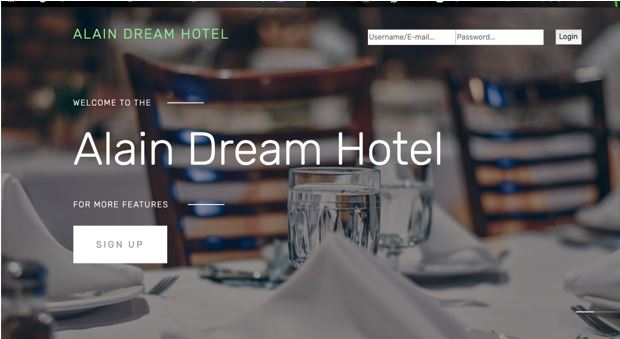 ALAIN DREAM HOTEL
Username/E-mail... Password... Login
WELCOME TO THE
Alain Dream Hotel
FOR MORE FEATURES
SIGN UP